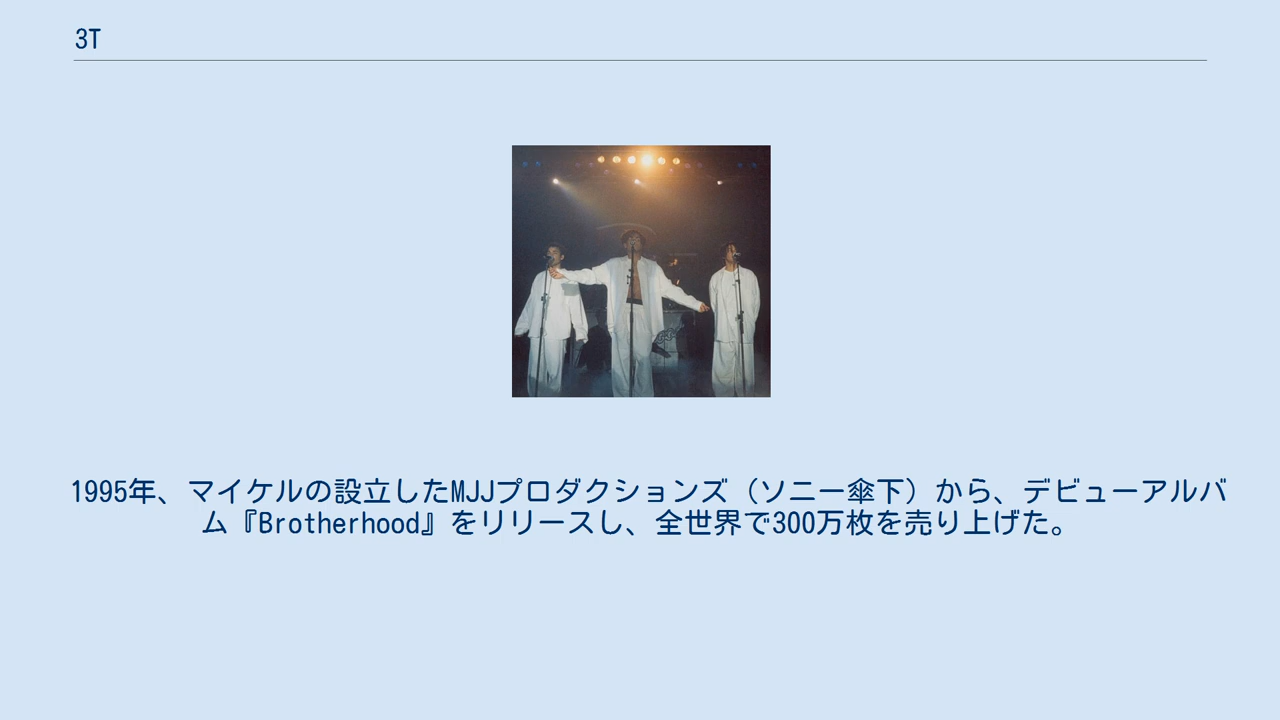 3T
1995年、マイケルの設立したMJJプロダクションズ（ソニー傘下）から、デビューアルバ
ム『Brotherhood』をリリースし、全世界で300万枚を売り上げた。